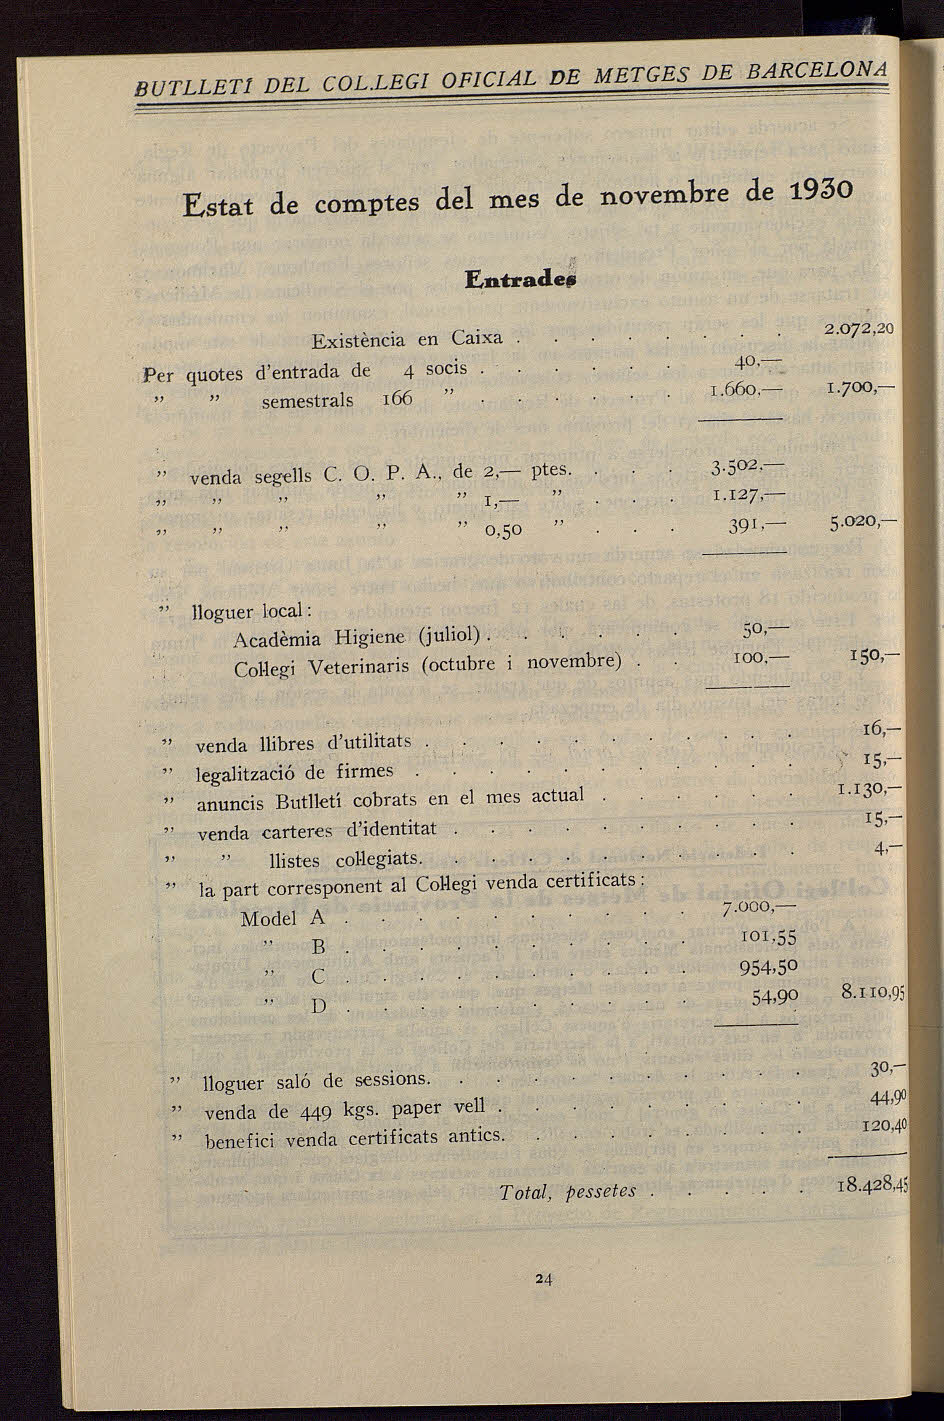 BUTLLETÍ DEL COL.LEGI OFICIAL DE METGES DE BARCELONA
Estat de comptes del mes de novembre de 1930
Entrades
Existència en Caixa . . . . . . . . 2.072,20
Per quotes d'entrada de 4 socis . . . . . . 40,—
” ” semestrals 166 ” . . . . . 1.660,— 1.700,—
” venda segells C. O. P. A., de 2,— ptes. . . . 3.502,—
” ” ” ” ” 1,— ” . . . 1.127,—
” ” ” ” ” 0,50 ” . . . 391,— 5.020,—
” lloguer local:
Acadèmia Higiene (juliol) . . . . . . 50,—
Col·legi Veterinaris (octubre i novembre) . . 100,— 150,—
” venda llibres d'utilitats . . . . . . . . . . 16,—
” legalització de firmes . . . . . . . . . . . 15,—
” anuncis Butlletí cobrats en el mes actual . . . . . . 1.130,—
” venda carteres d'identitat . . . . . . . . . . 15,—
” ” llistes col·legiats. . . . . . . . . . . 4,—
” la part corresponent al Col·legi venda certificats:
Model A . . . . . . . . . . 7.000,—
” B . . . . . . . . . . 101,55
” C . . . . . . . . . . 954,50
” D . . . . . . . . . . 54,90 8.110,95
” lloguer saló de sessions. . . . . . . . . . . 30,—
” venda de 449 kgs. paper vell . . . . . . . . . 44,90
” benefici venda certificats antics. . . . . . . . . 120,40
Total, pessetes . . . . . 18.428,45
24